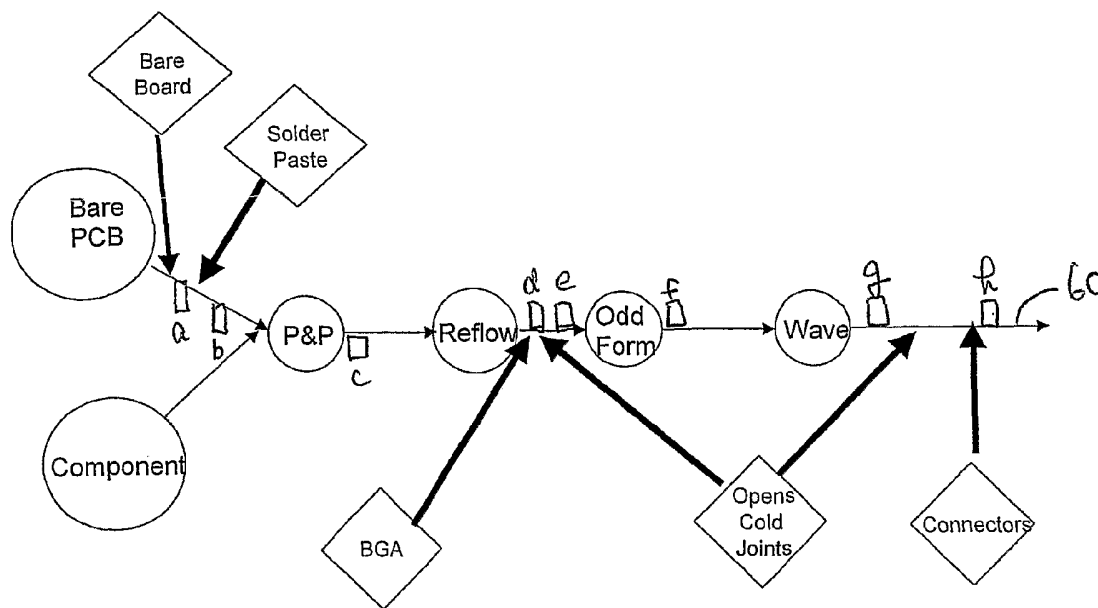 Bare
Board
Solder
Paste
Bare
PCB
a
b
P&P
c
Reflow
d e
Odd
Form
f
Wave
g
h
60
Component
BGA
Opens
Cold
Joints
Connectors